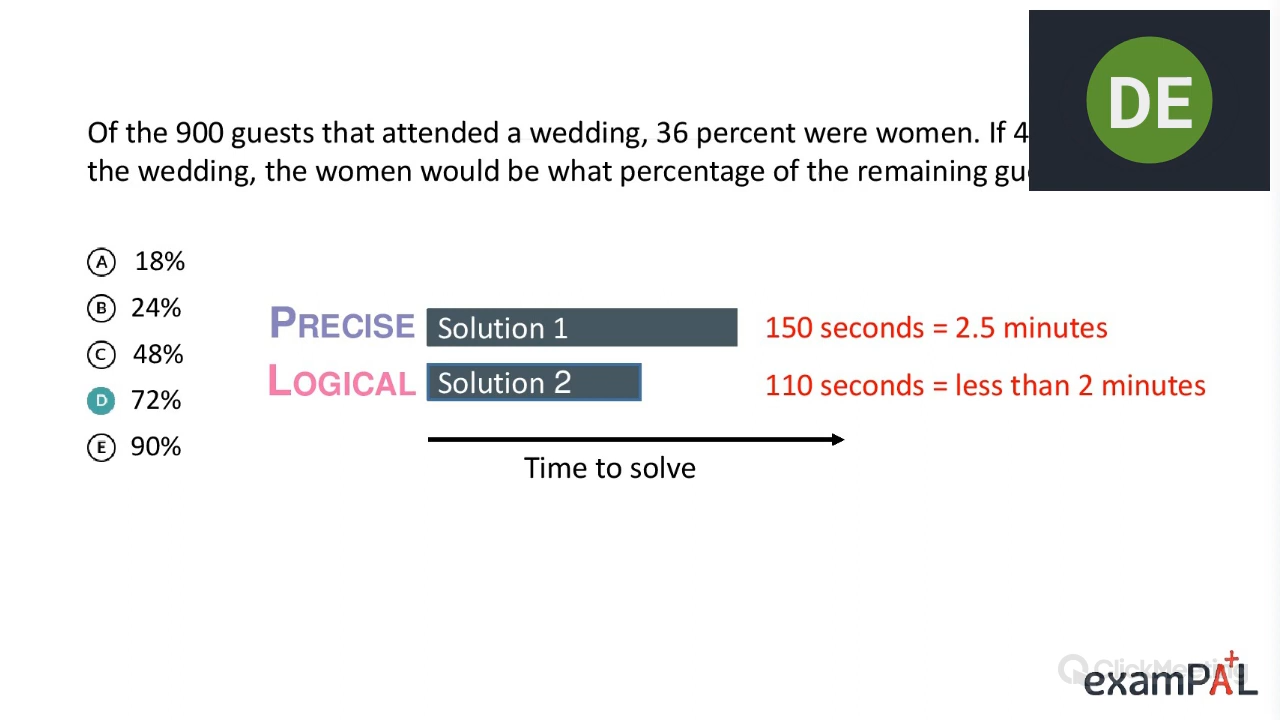 DE
Of the 900 guests that attended a wedding, 36 percent were women. If 4
the wedding, the women would be what percentage of the remaining
A 18%
B 24%
C 48%
D 72%
E 90%
PRECISE Solution 1 150 seconds = 2.5 minutes
LOGICAL Solution 2 110 seconds = less than 2 minutes
Time to solve
ClickMeeting
examPAL+